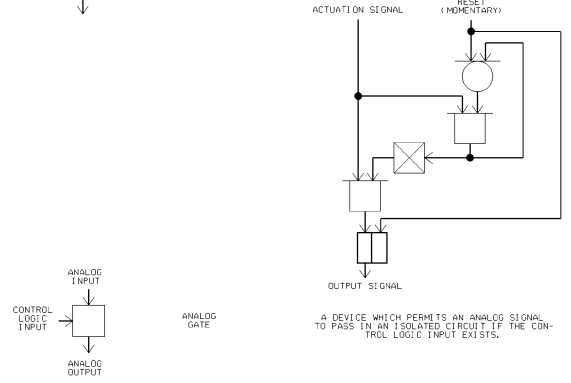 RESET
(MOMENTARY)
ACTUATION SIGNAL
OUTPUT SIGNAL
ANALOG
INPUT
CONTROL
LOGIC
INPUT
ANALOG
OUTPUT
ANALOG
GATE
A DEVICE WHICH PERMITS AN ANALOG SIGNAL
TO PASS IN AN ISOLATED CIRCUIT IF THE CON-
TROL LOGIC INPUT EXISTS.